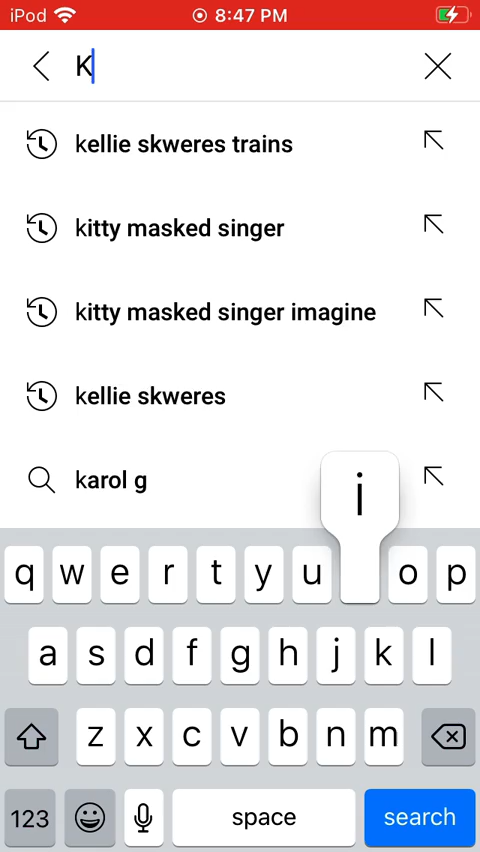 iPod 8:47 PM
K
kellie skweres trains
kitty masked singer
kitty masked singer imagine
kellie skweres
karol g
i
q w e r t y u o p
a s d f g h j k l
z x c v b n m
123 space search